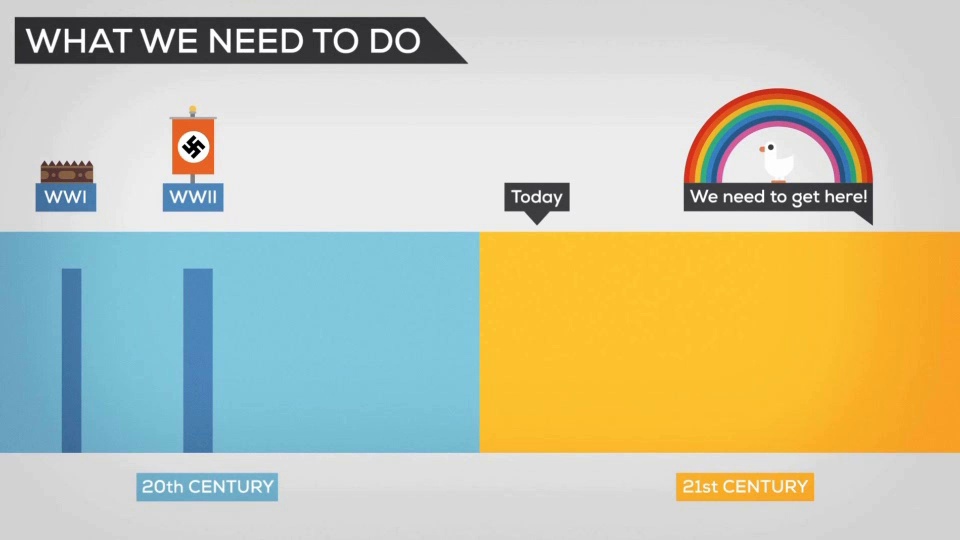 WHAT WE NEED TO DO
WWI
WWII
Today
We need to get here!
20th CENTURY
21st CENTURY